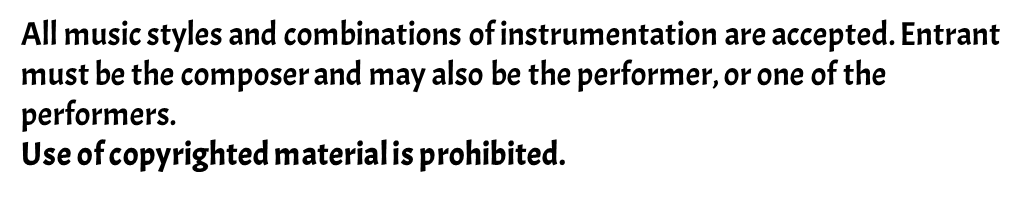 All music styles and combinations of instrumentation are accepted. Entrant
must be the composer and may also be the performer, or one of the
performers.
Use of copyrighted material is prohibited.